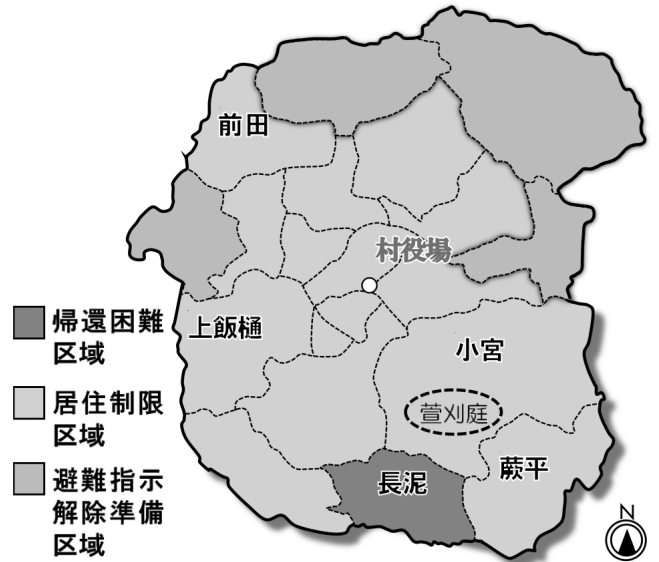 前田
村役場
上飯樋
小宮
萱刈庭
蕨平
長泥
帰還困難
区域
居住制限
区域
避難指示
解除準備
区域
N